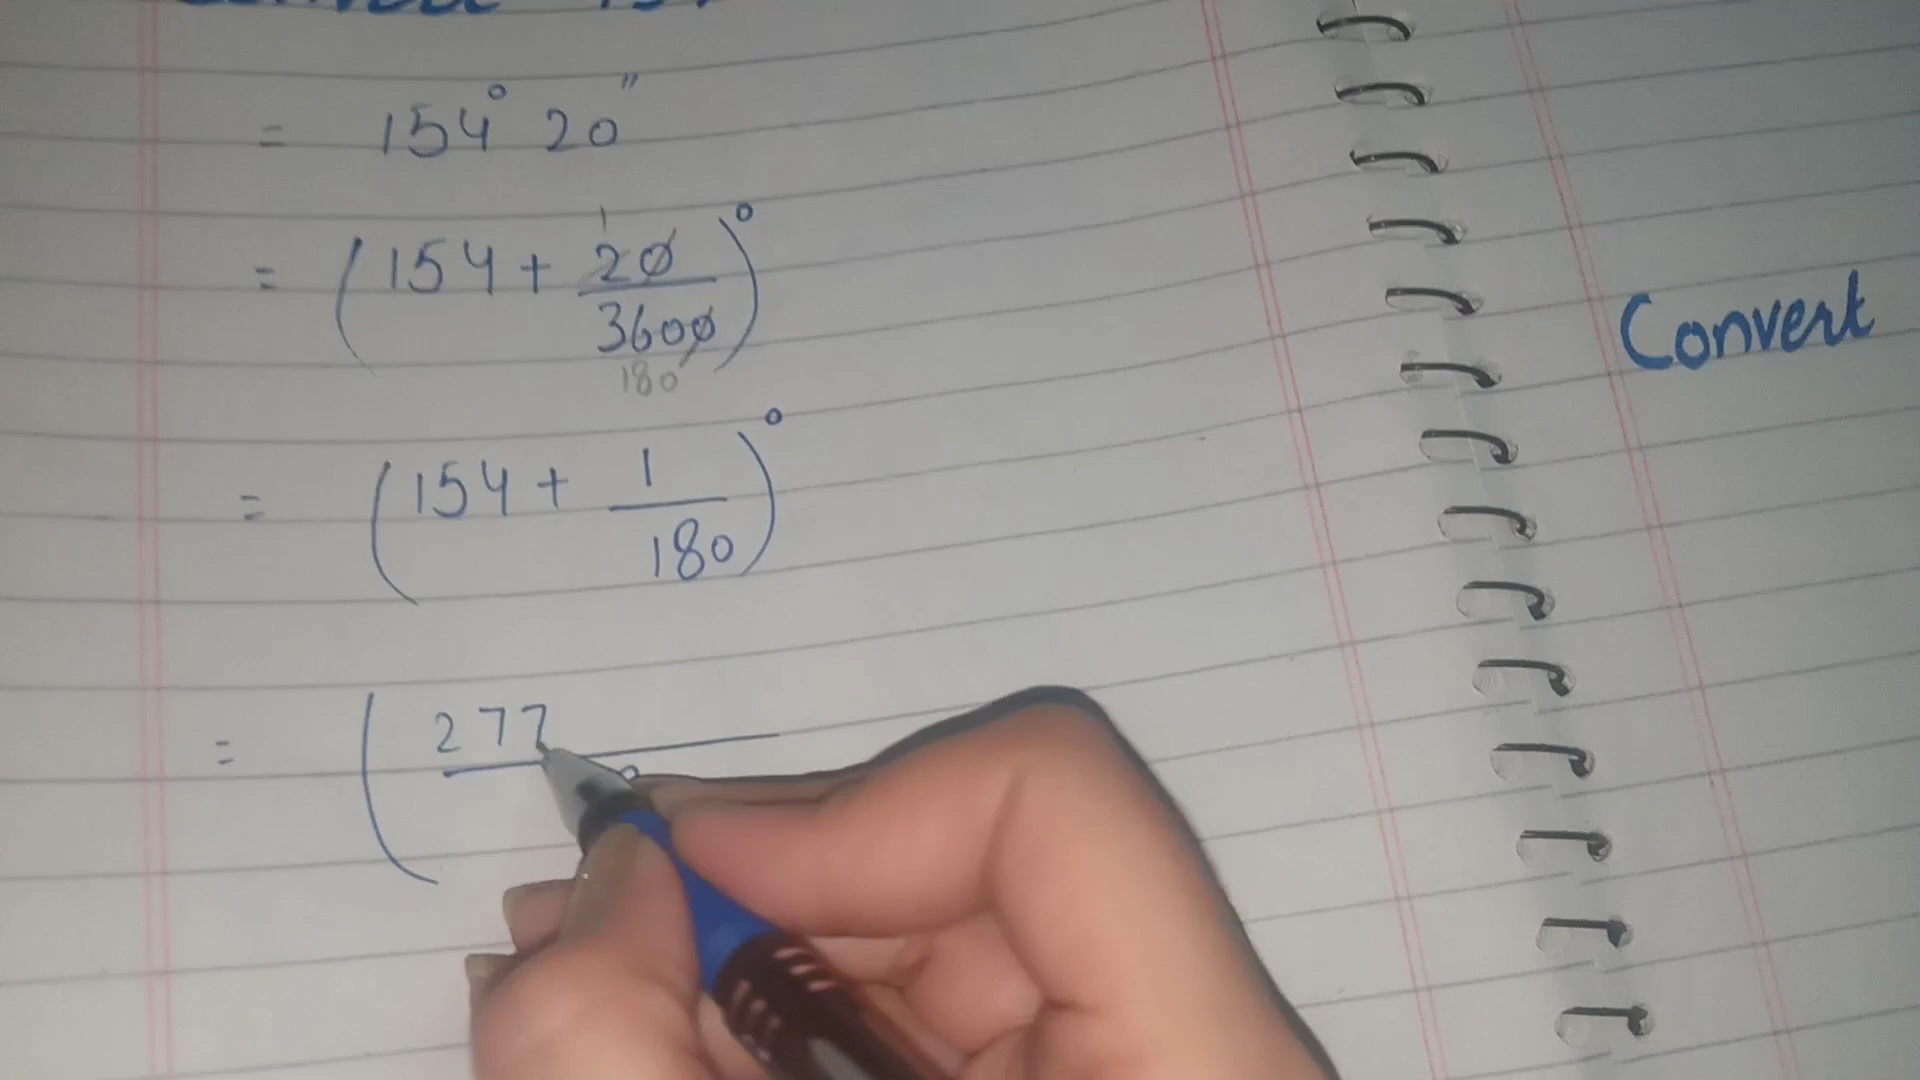 = 154° 20"
= (154 + 20/3600)°
1
180
= (154 + 1/180)°
= ( 277
Convert